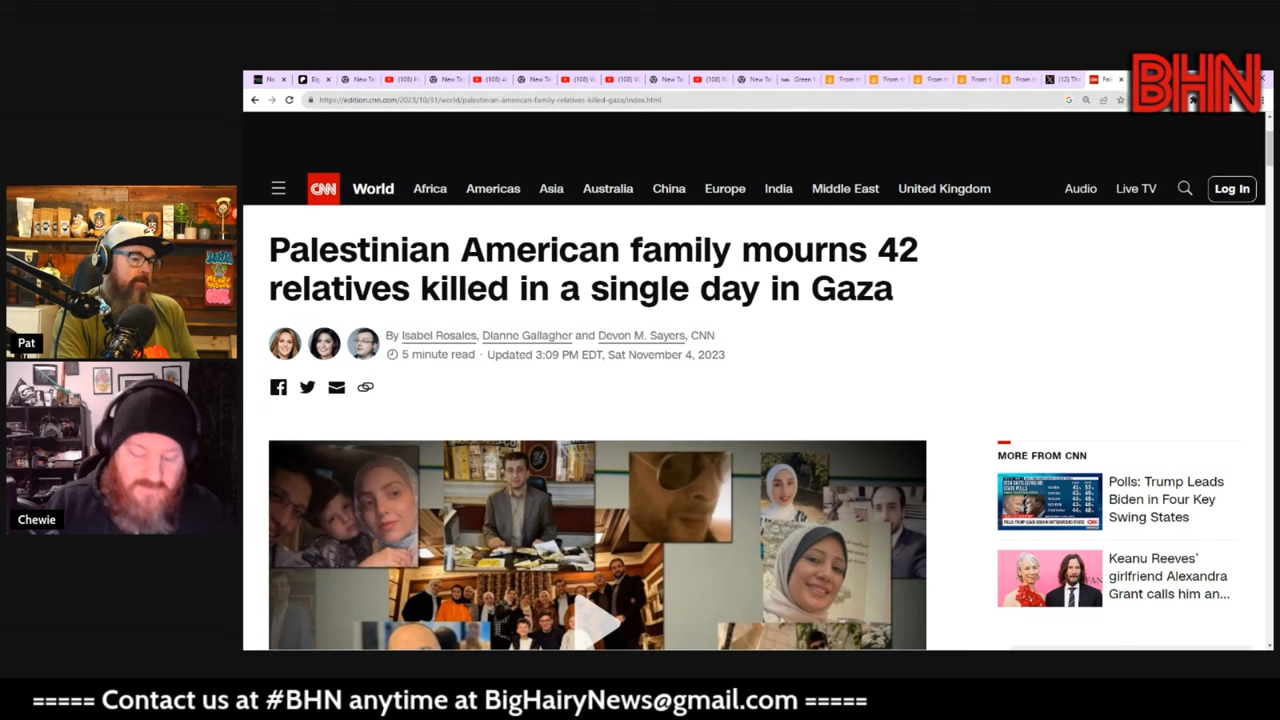 BHN
https://edition.cnn.com/2023/10/31/world/palestinian-american-family-relatives-killed-gaza/index.html
CNN World Africa Americas Asia Australia China Europe India Middle East United Kingdom Audio Live TV Log In
Palestinian American family mourns 42
relatives killed in a single day in Gaza
By Isabel Rosales, Dianne Gallagher and Devon M. Sayers, CNN
5 minute read · Updated 3:09 PM EDT, Sat November 4, 2023
Pat
Chewie
MORE FROM CNN
Polls: Trump Leads
Biden in Four Key
Swing States
Keanu Reeves'
girlfriend Alexandra
Grant calls him an...
===== Contact us at #BHN anytime at BigHairyNews@gmail.com =====